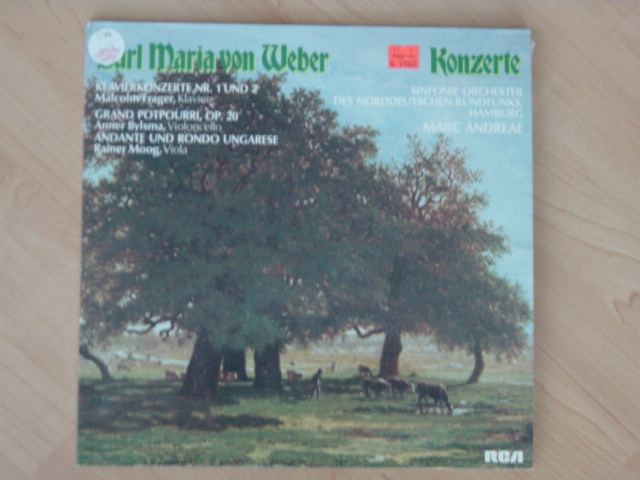 Carl Maria von Weber Konzerte
KLAVIERKONZERTE NR. 1 UND 2
Malcolm Frager, Klavier
GRAND POTPOURRI, OP. 20
Anner Bylsma, Violoncello
ANDANTE UND RONDO UNGARESE
Rainer Moog, Viola
SINFONIE ORCHESTER
DES NORDDEUTSCHEN RUNDFUNKS,
HAMBURG
MARC ANDREAE
RCA